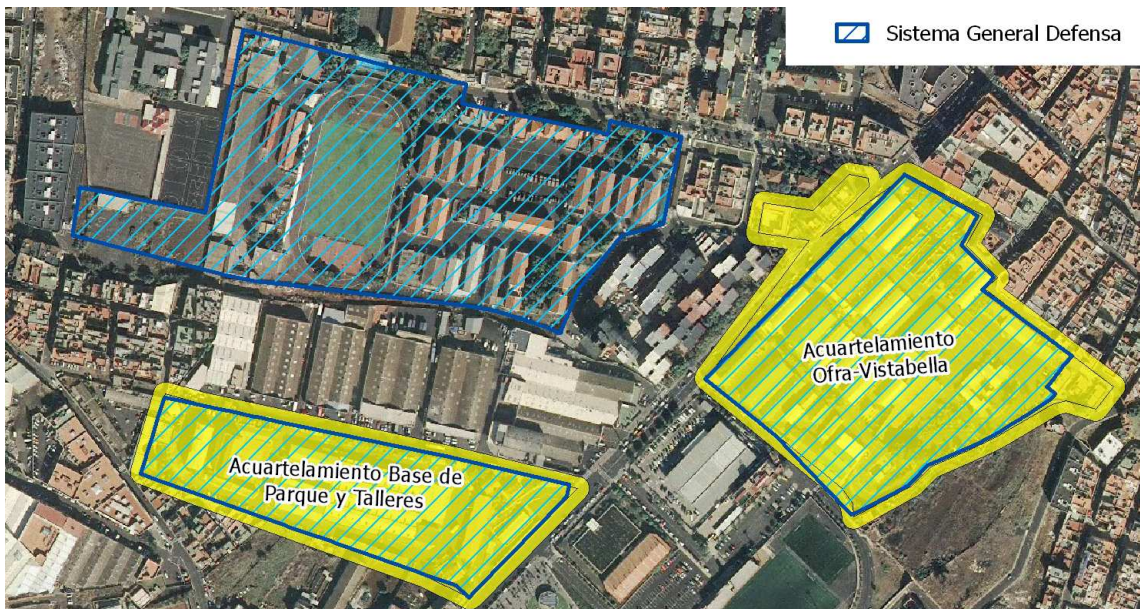 Sistema General Defensa
Acuartelamiento
Ofra-Vistabella
Acuartelamiento Base de
Parque y Talleres